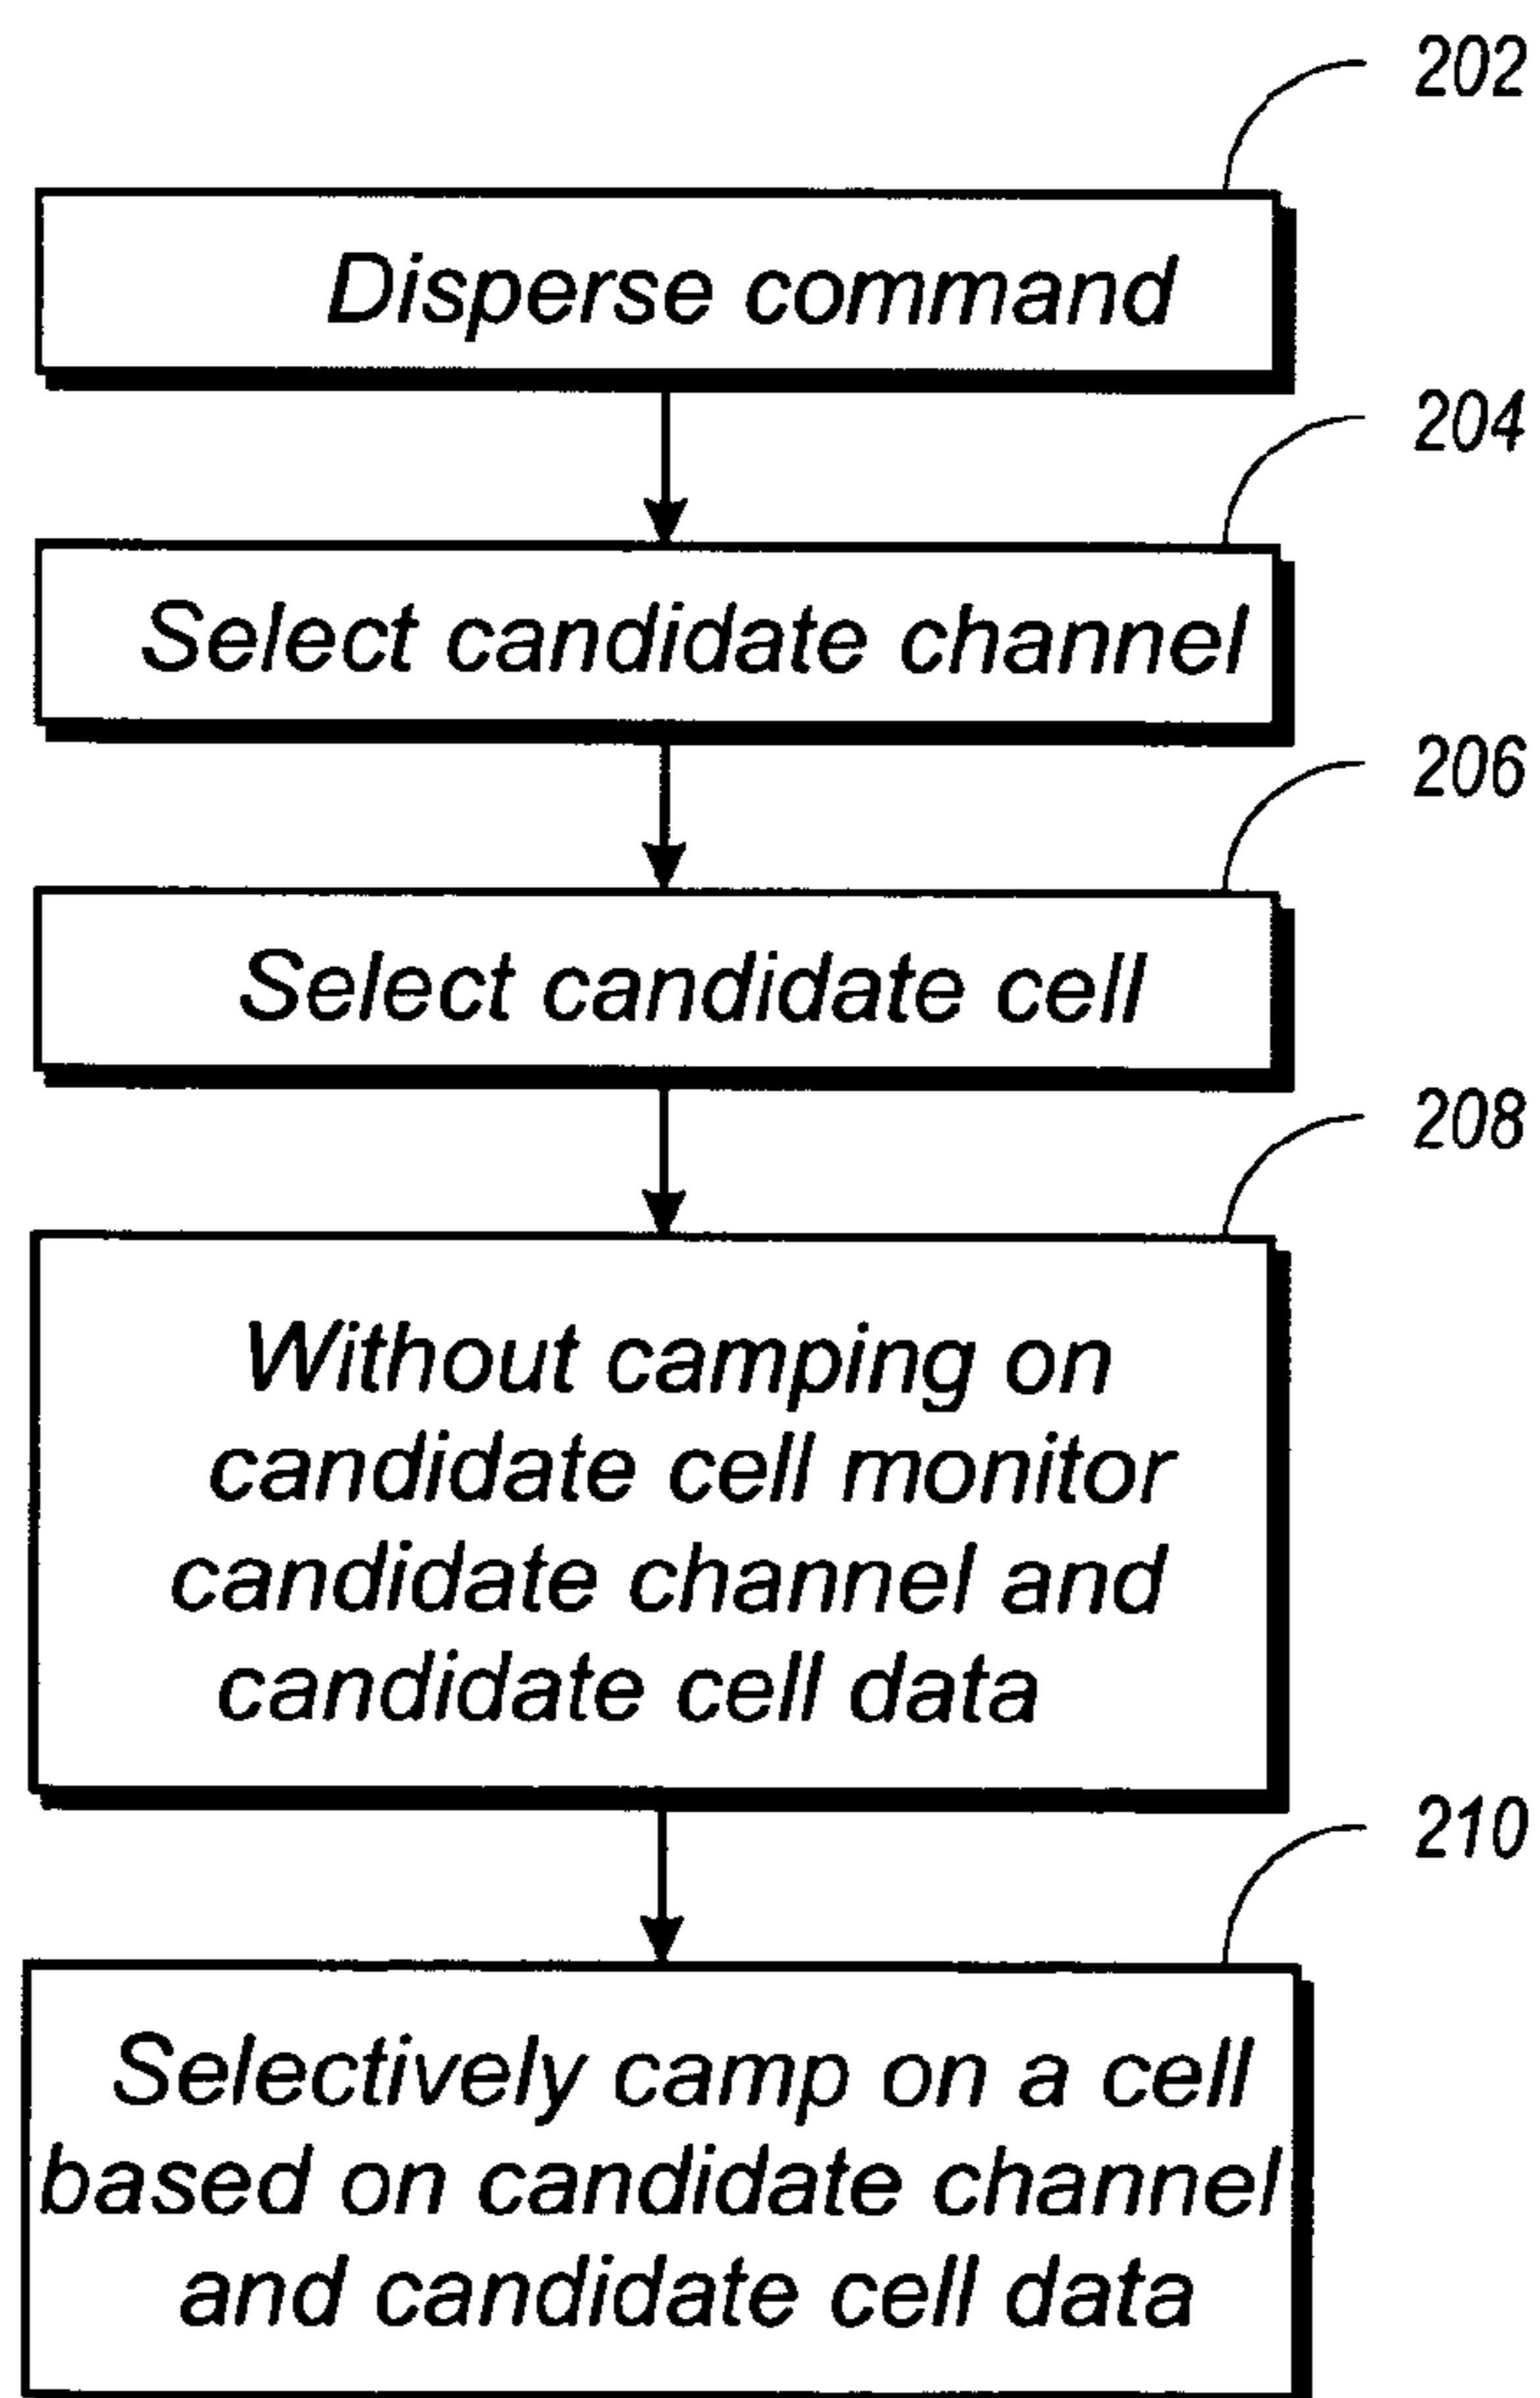 202
Disperse command
204
Select candidate channel
206
Select candidate cell
208
Without camping on
candidate cell monitor
candidate channel and
candidate cell data
210
Selectively camp on a cell
based on candidate channel
and candidate cell data